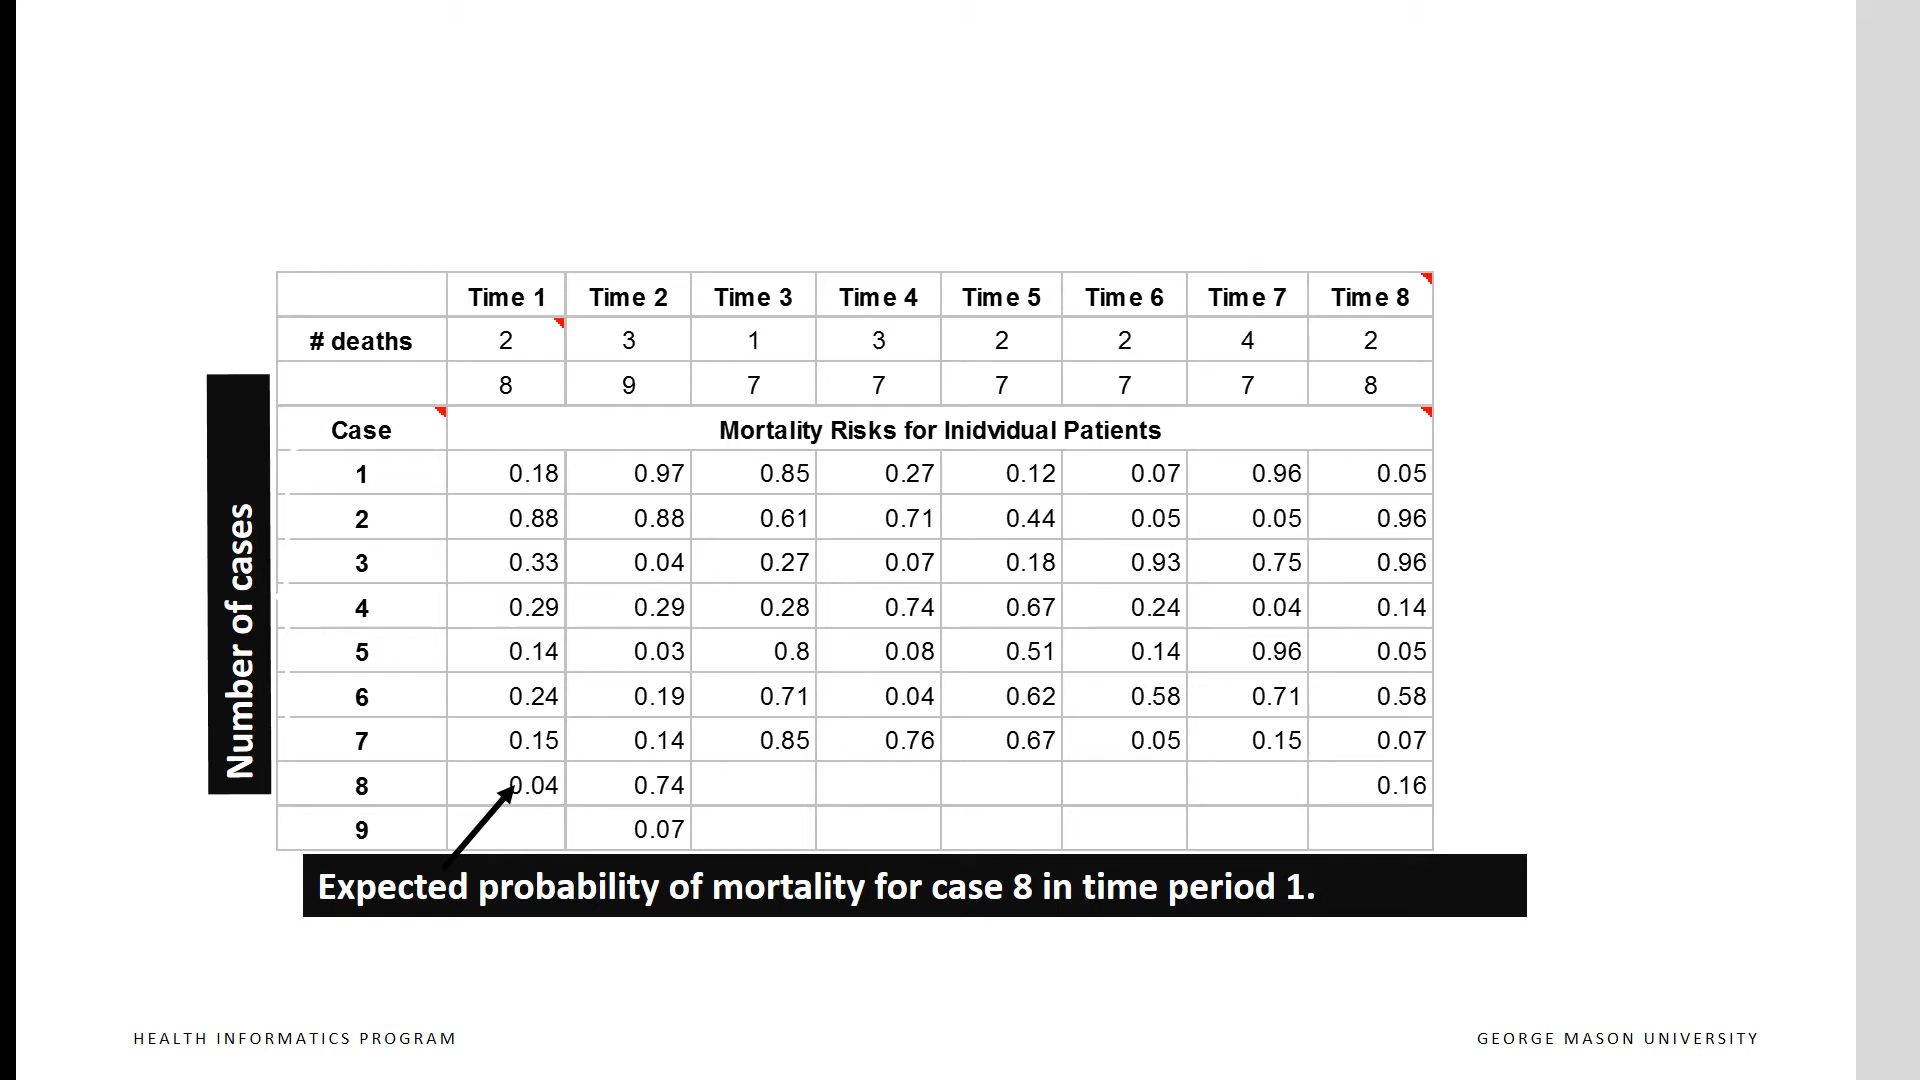 Time 1 Time 2 Time 3 Time 4 Time 5 Time 6 Time 7 Time 8
# deaths 2 3 1 3 2 2 4 2
8 9 7 7 7 7 7 8
Case Mortality Risks for Inidvidual Patients
1 0.18 0.97 0.85 0.27 0.12 0.07 0.96 0.05
2 0.88 0.88 0.61 0.71 0.44 0.05 0.05 0.96
3 0.33 0.04 0.27 0.07 0.18 0.93 0.75 0.96
4 0.29 0.29 0.28 0.74 0.67 0.24 0.04 0.14
5 0.14 0.03 0.8 0.08 0.51 0.14 0.96 0.05
6 0.24 0.19 0.71 0.04 0.62 0.58 0.71 0.58
7 0.15 0.14 0.85 0.76 0.67 0.05 0.15 0.07
8 0.04 0.74 0.16
9 0.07
Number of cases
Expected probability of mortality for case 8 in time period 1.
HEALTH INFORMATICS PROGRAM
GEORGE MASON UNIVERSITY